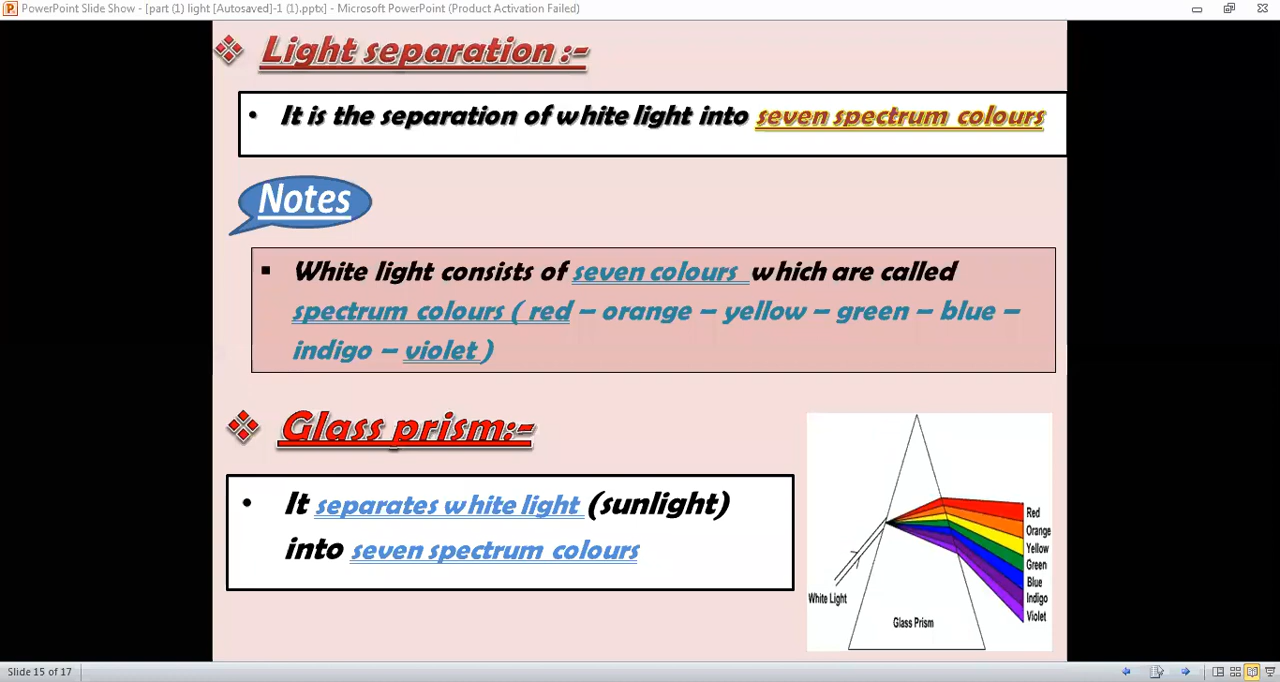 PowerPoint Slide Show - [part (1) light [Autosaved]-1 (1).pptx] - Microsoft PowerPoint (Product Activation Failed)
Light separation :-
• It is the separation of white light into seven spectrum colours
Notes
▪ White light consists of seven colours which are called
spectrum colours ( red – orange – yellow – green – blue –
indigo – violet )
Glass prism:-
• It separates white light (sunlight)
into seven spectrum colours
Red
Orange
Yellow
Green
Blue
Indigo
Violet
White Light
Glass Prism
Slide 15 of 17